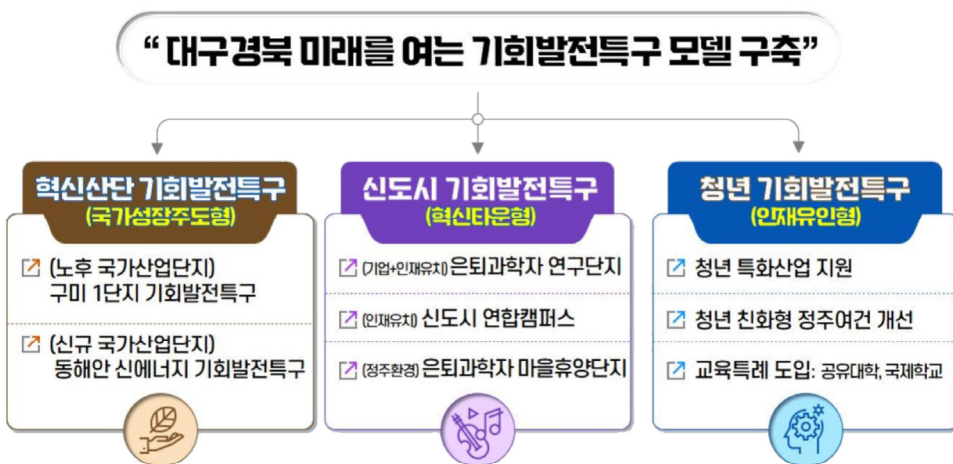 “ 대구경북 미래를 여는 기회발전특구 모델 구축”
혁신산단 기회발전특구
(국가성장주도형)
(노후 국가산업단지)
구미 1단지 기회발전특구
(신규 국가산업단지)
동해안 신에너지 기회발전특구
신도시 기회발전특구
(혁신타운형)
(기업+인재유치) 은퇴과학자 연구단지
(인재유치) 신도시 연합캠퍼스
(정주환경) 은퇴과학자 마을휴양단지
청년 기회발전특구
(인재유인형)
청년 특화산업 지원
청년 친화형 정주여건 개선
교육특례 도입: 공유대학, 국제학교